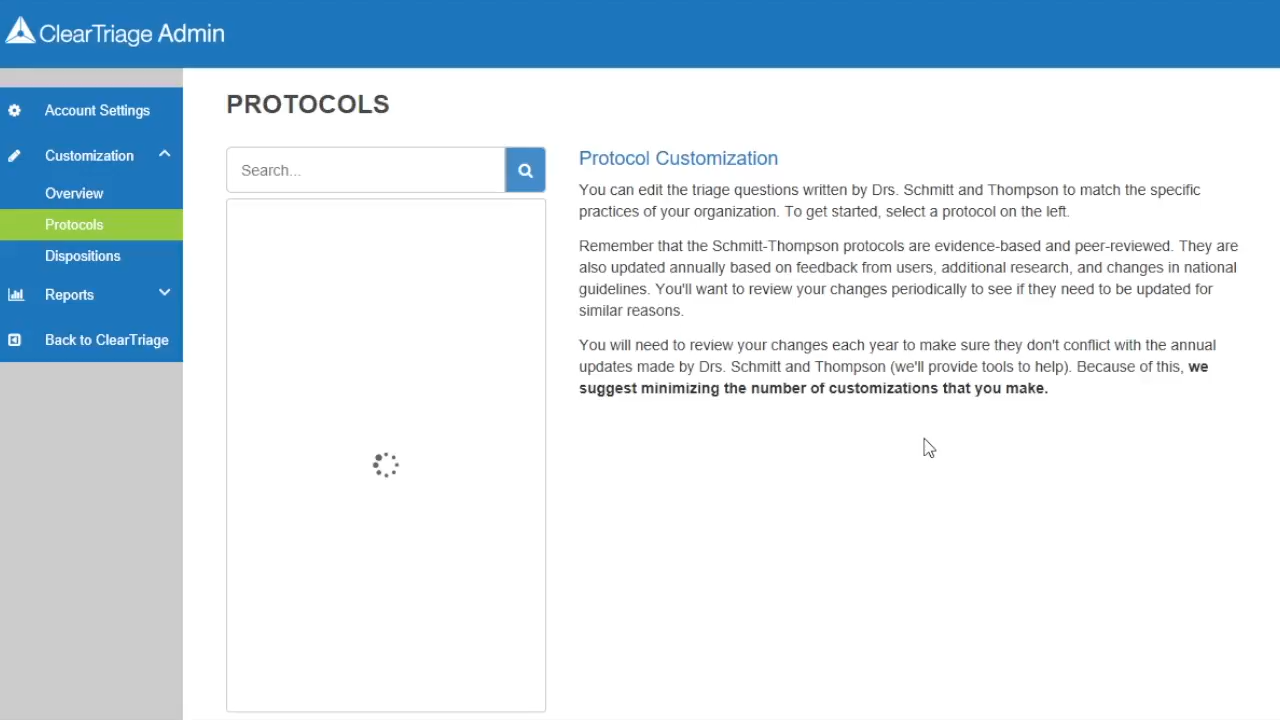 ClearTriage Admin
Account Settings
Customization
Overview
Protocols
Dispositions
Reports
Back to ClearTriage
PROTOCOLS
Search...
Protocol Customization
You can edit the triage questions written by Drs. Schmitt and Thompson to match the specific
practices of your organization. To get started, select a protocol on the left.
Remember that the Schmitt-Thompson protocols are evidence-based and peer-reviewed. They are
also updated annually based on feedback from users, additional research, and changes in national
guidelines. You'll want to review your changes periodically to see if they need to be updated for
similar reasons.
You will need to review your changes each year to make sure they don't conflict with the annual
updates made by Drs. Schmitt and Thompson (we'll provide tools to help). Because of this, we
suggest minimizing the number of customizations that you make.